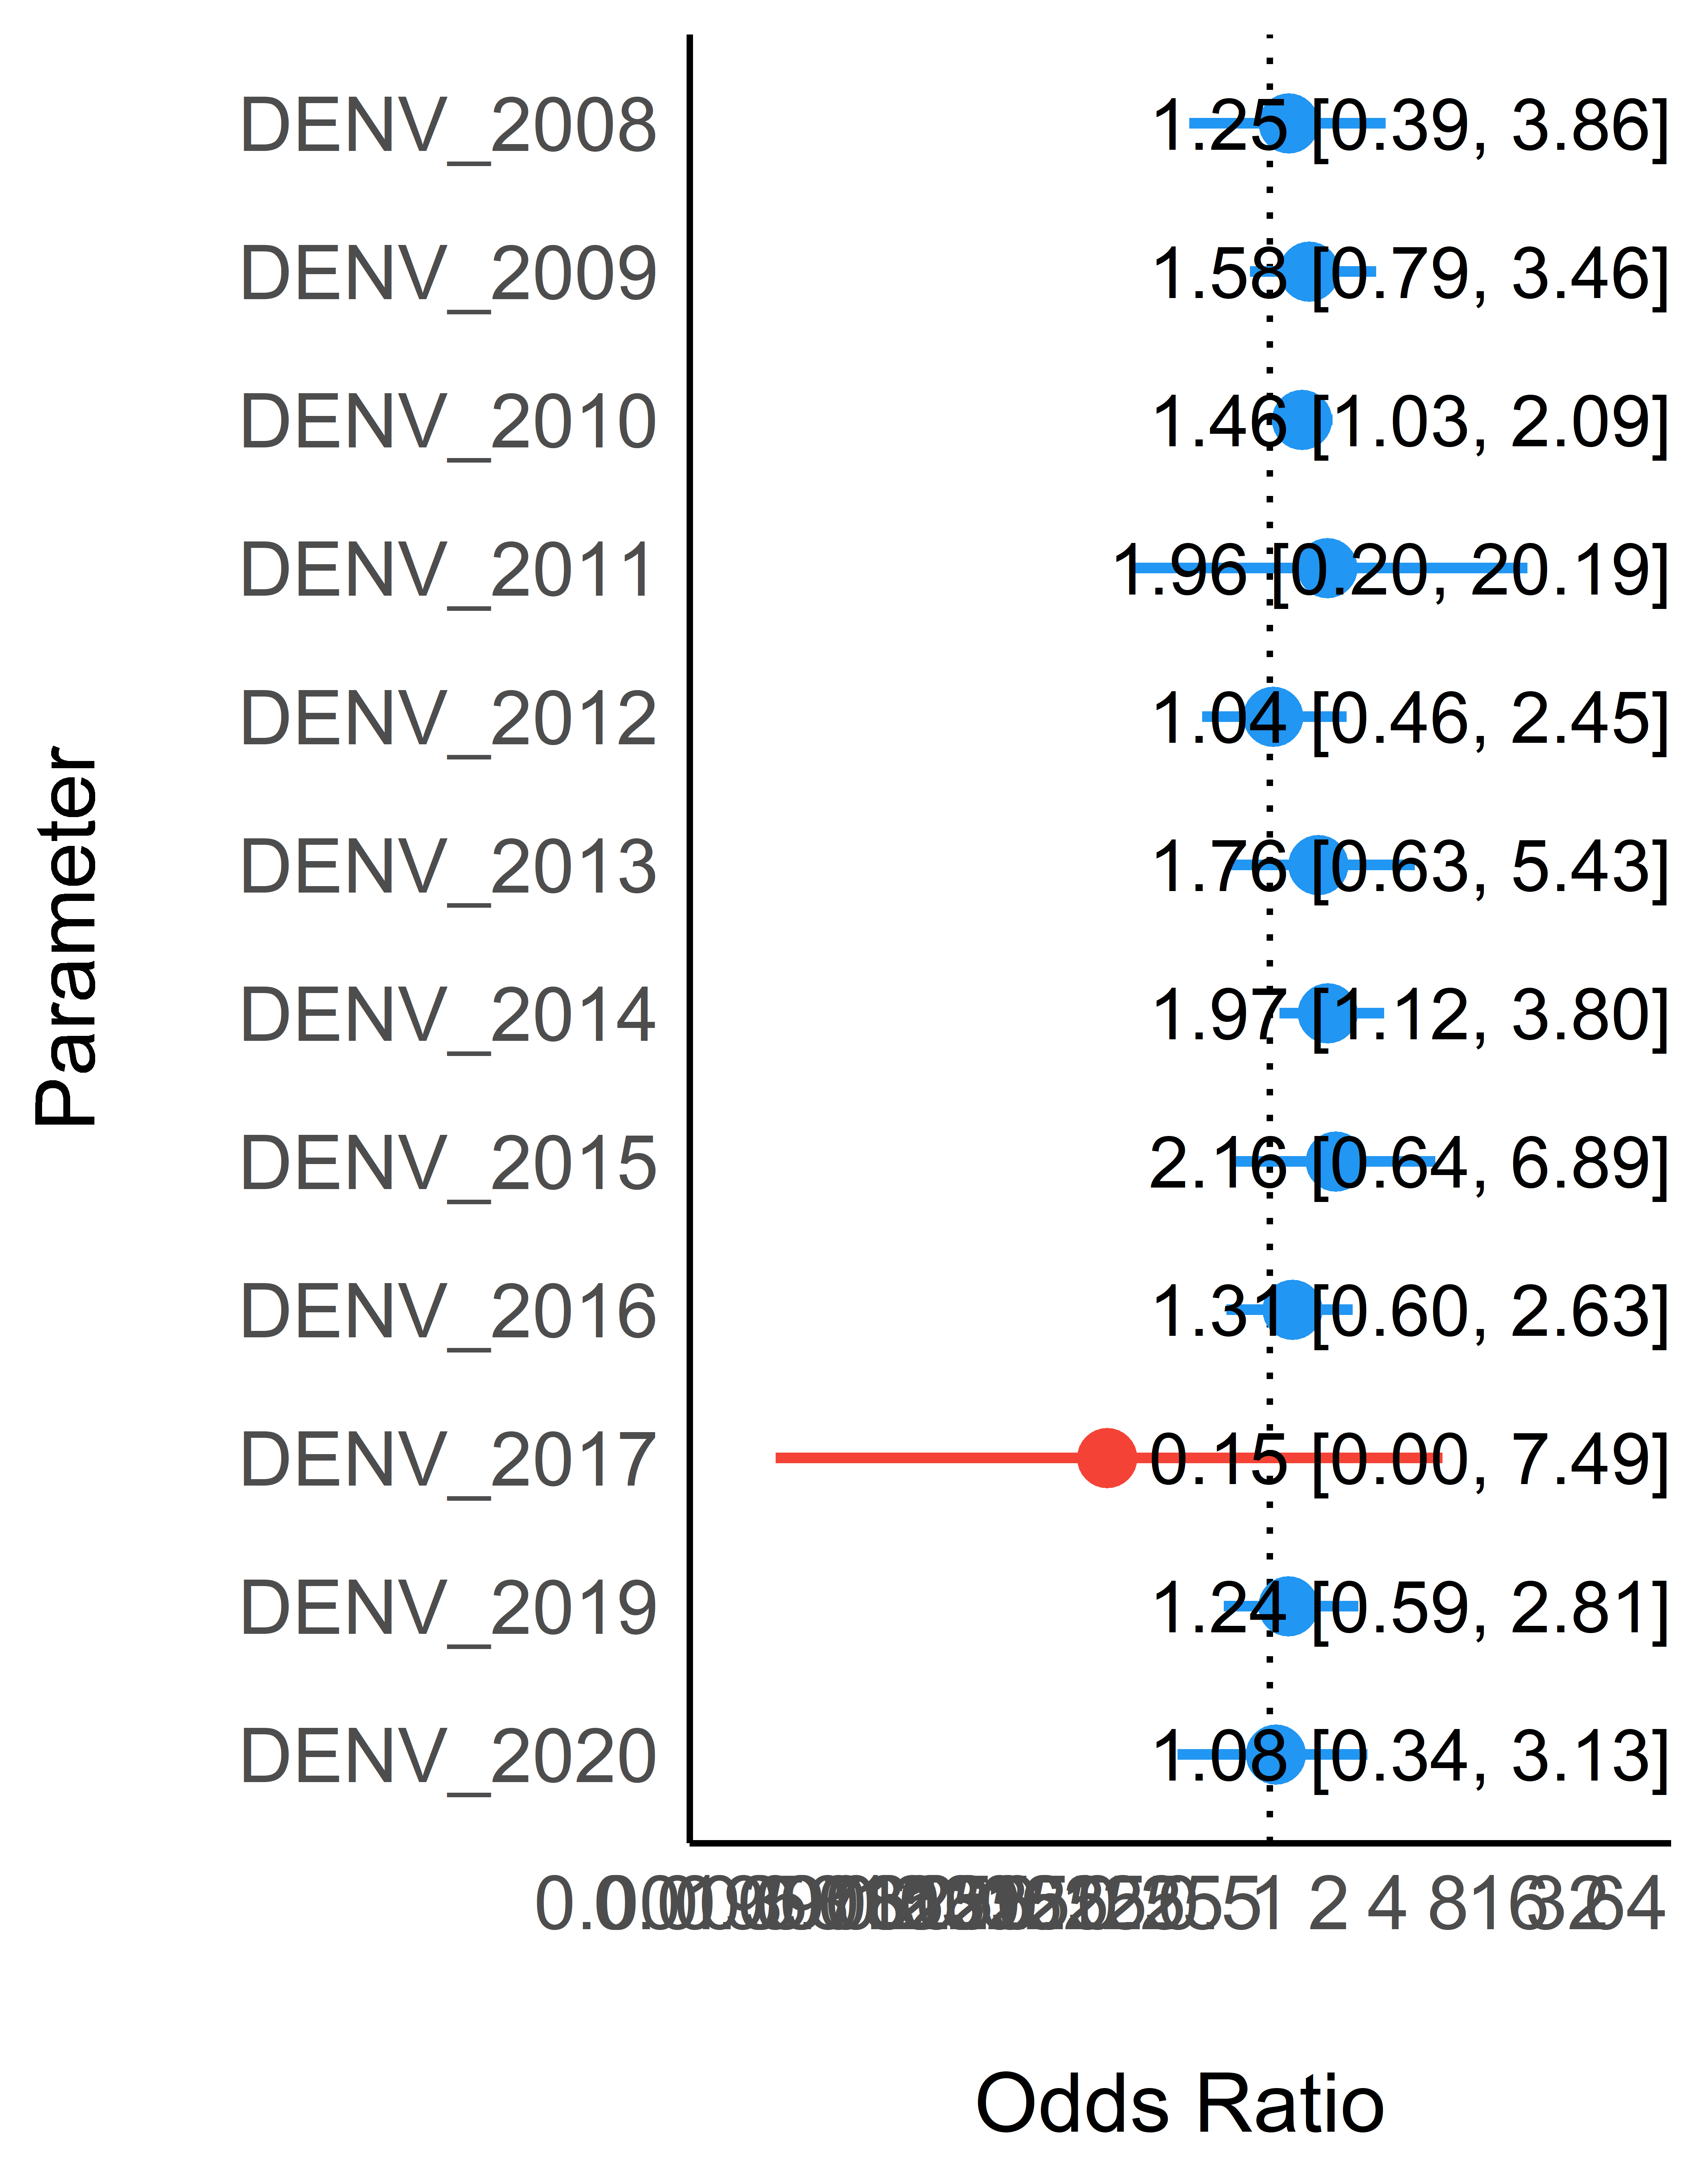 DENV_2008 1.25 [0.39, 3.86]
DENV_2009 1.58 [0.79, 3.46]
DENV_2010 1.46 [1.03, 2.09]
DENV_2011 1.96 [0.20, 20.19]
DENV_2012 1.04 [0.46, 2.45]
DENV_2013 1.76 [0.63, 5.43]
DENV_2014 1.97 [1.12, 3.80]
DENV_2015 2.16 [0.64, 6.89]
DENV_2016 1.31 [0.60, 2.63]
DENV_2017 0.15 [0.00, 7.49]
DENV_2019 1.24 [0.59, 2.81]
DENV_2020 1.08 [0.34, 3.13]
Parameter
1 2 4 8 16 32 64
Odds Ratio